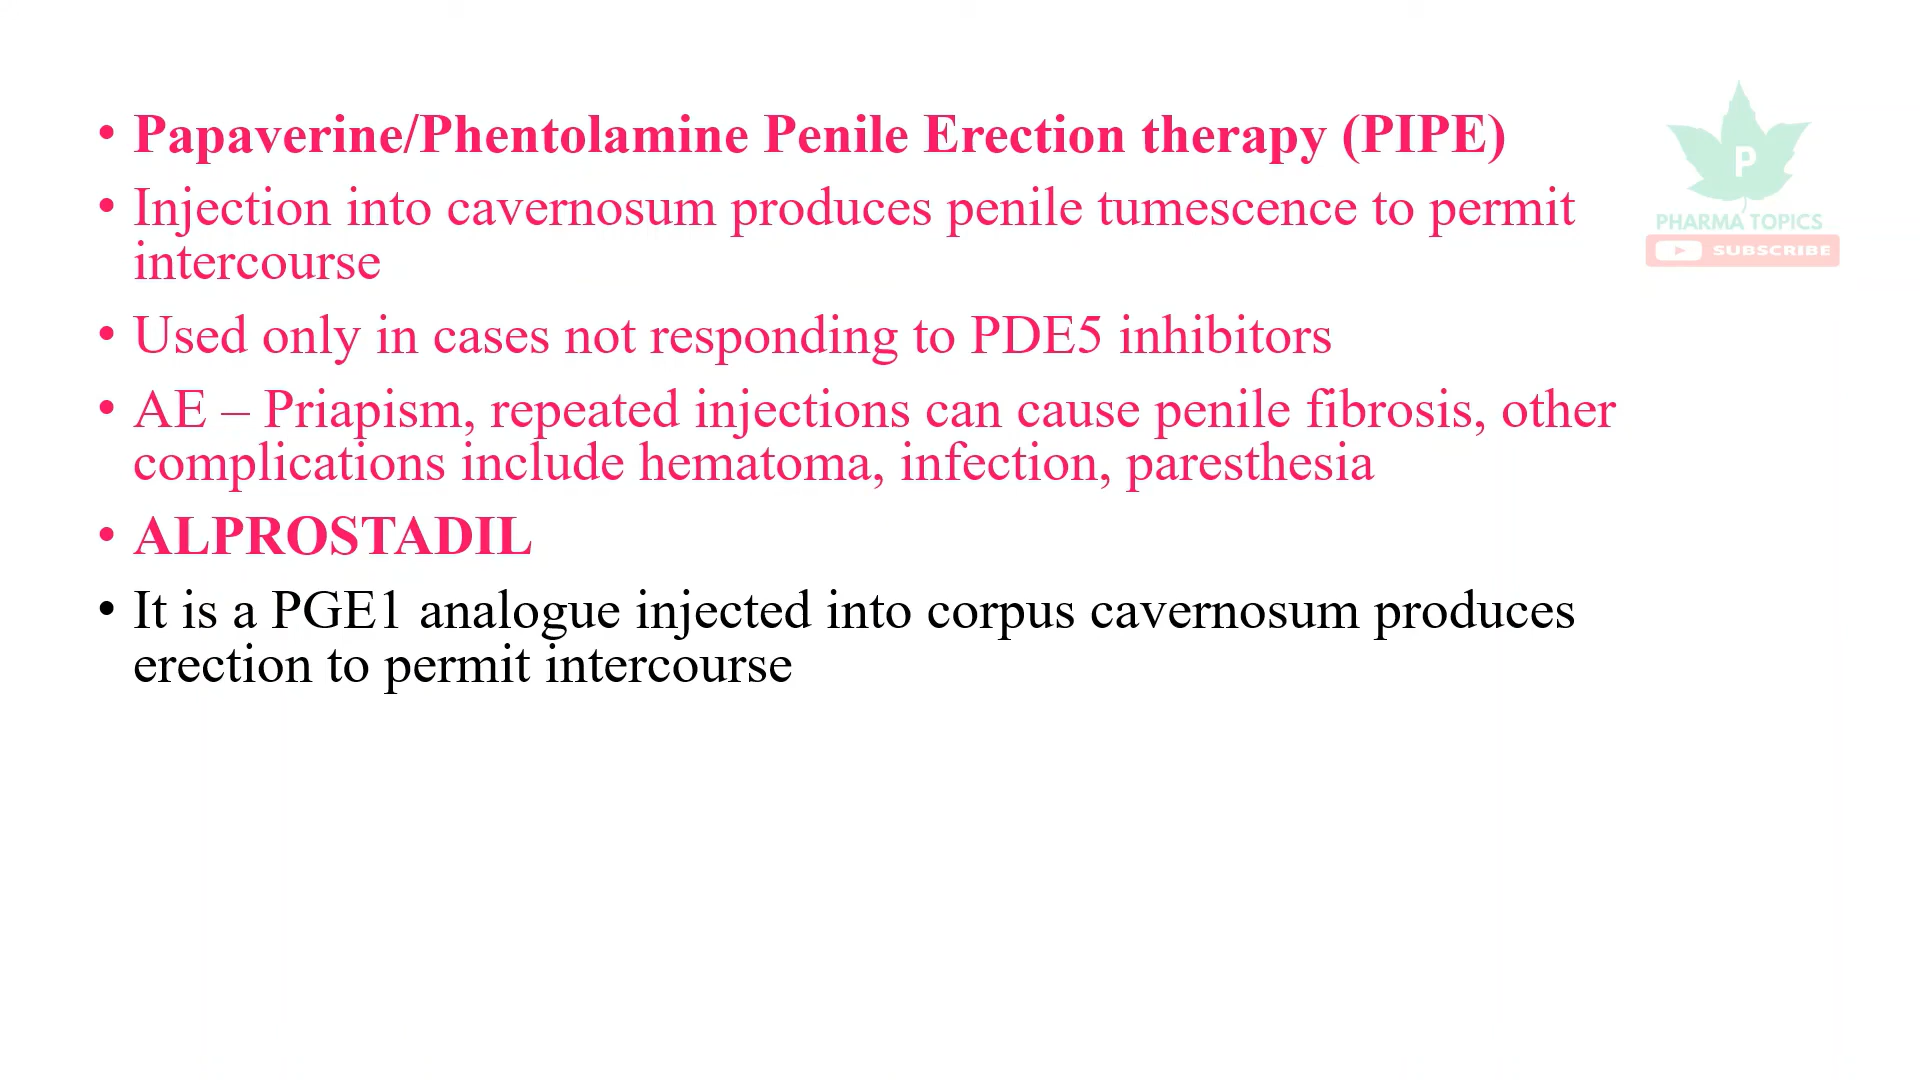 • Papaverine/Phentolamine Penile Erection therapy (PIPE)
• Injection into cavernosum produces penile tumescence to permit
intercourse
• Used only in cases not responding to PDE5 inhibitors
• AE – Priapism, repeated injections can cause penile fibrosis, other
complications include hematoma, infection, paresthesia
• ALPROSTADIL
• It is a PGE1 analogue injected into corpus cavernosum produces
erection to permit intercourse
P
PHARMA TOPICS
SUBSCRIBE